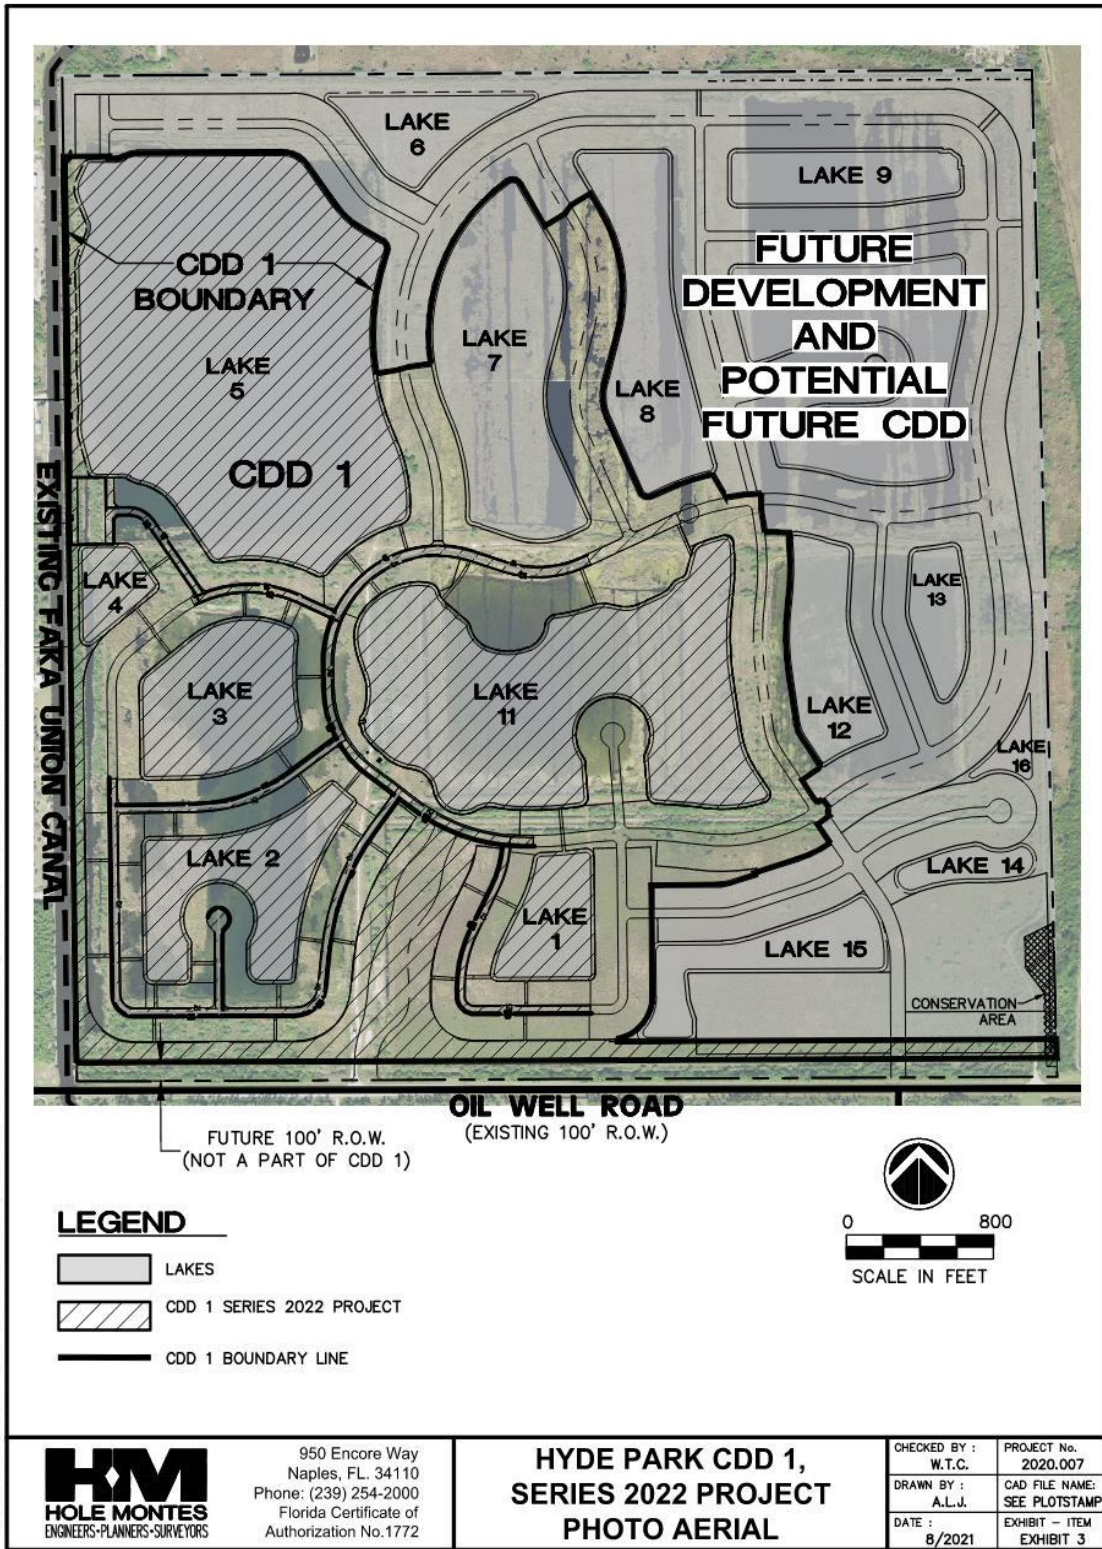 LAKE
6
LAKE 9
CDD 1
BOUNDARY
FUTURE
DEVELOPMENT
AND
POTENTIAL
FUTURE CDD
LAKE
5
LAKE
7
LAKE
8
CDD 1
EXISTING FAKA UNION CANAL
LAKE
4
LAKE
13
LAKE
3
LAKE
11
LAKE
12
LAKE
16
LAKE 2
LAKE 14
LAKE
1
LAKE 15
CONSERVATION
AREA
OIL WELL ROAD
(EXISTING 100' R.O.W.)
FUTURE 100' R.O.W.
(NOT A PART OF CDD 1)
0 800
SCALE IN FEET
LEGEND
LAKES
CDD 1 SERIES 2022 PROJECT
CDD 1 BOUNDARY LINE
HM
HOLE MONTES
ENGINEERS•PLANNERS•SURVEYORS
950 Encore Way
Naples, FL. 34110
Phone: (239) 254-2000
Florida Certificate of
Authorization No.1772
HYDE PARK CDD 1,
SERIES 2022 PROJECT
PHOTO AERIAL
CHECKED BY :
W.T.C.
PROJECT No.
2020.007
DRAWN BY :
A.L.J.
CAD FILE NAME:
SEE PLOTSTAMP
DATE :
8/2021
EXHIBIT – ITEM
EXHIBIT 3